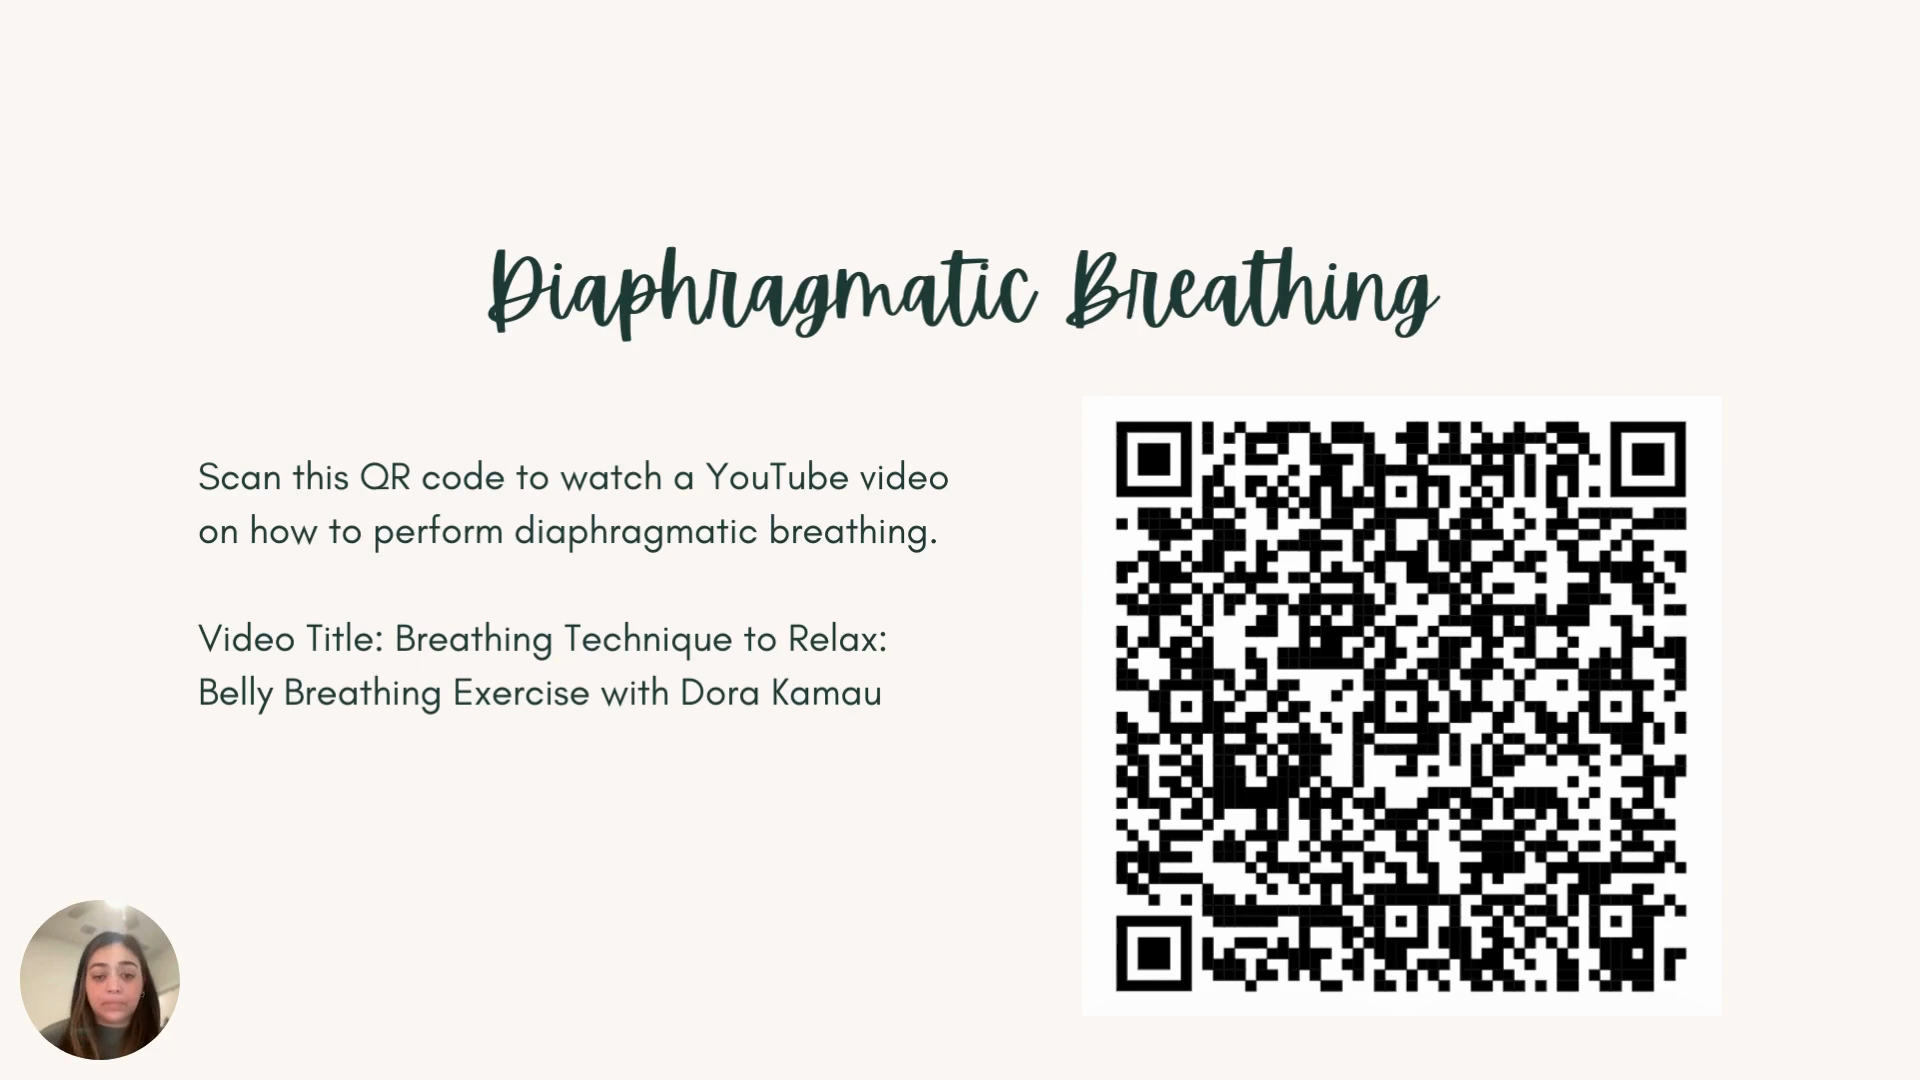 Diaphragmatic Breathing
Scan this QR code to watch a YouTube video
on how to perform diaphragmatic breathing.
Video Title: Breathing Technique to Relax:
Belly Breathing Exercise with Dora Kamau